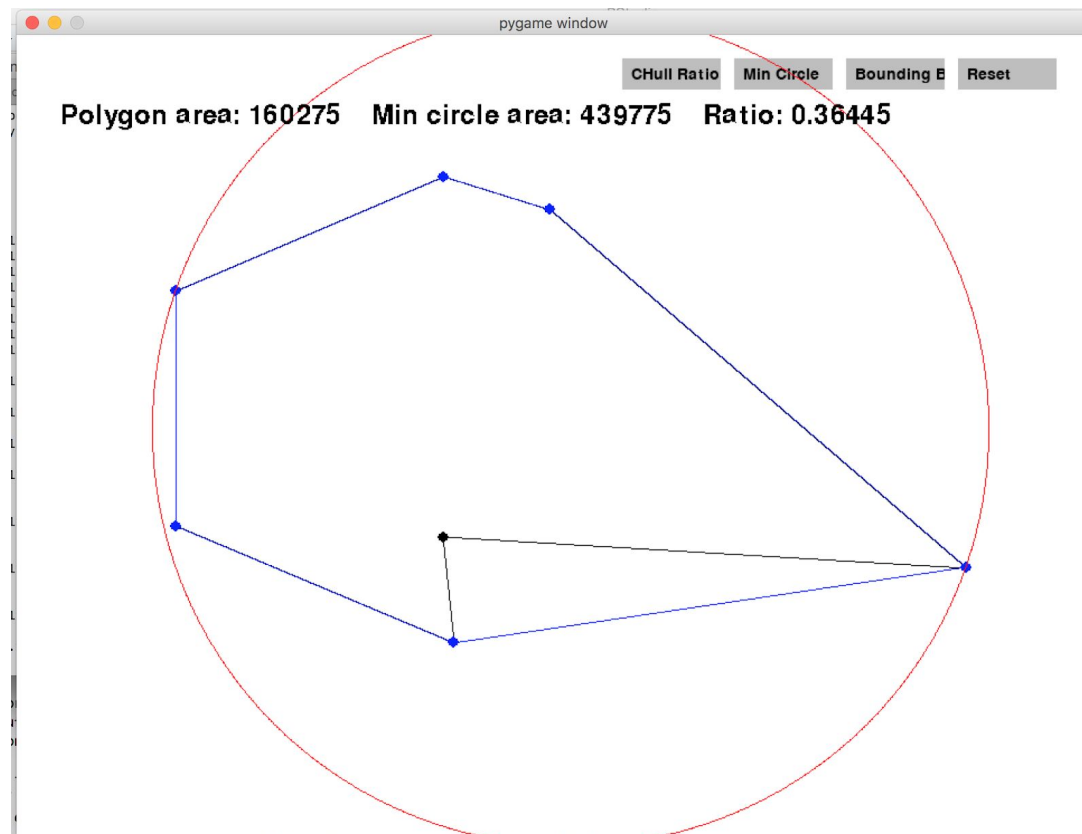 pygame window
CHull Ratio Min Circle Bounding B Reset
Polygon area: 160275 Min circle area: 439775 Ratio: 0.36445